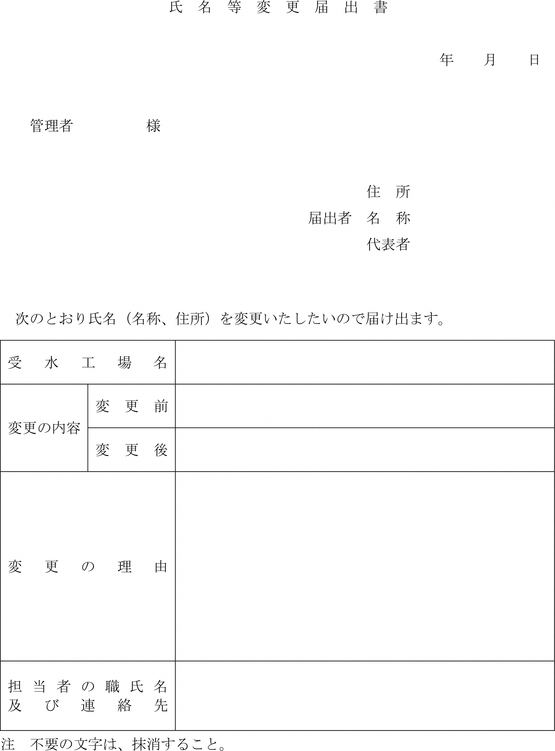 氏名等変更届出書
年　月　日
管理者　　　　　様
住　所
届出者　名　称
代表者
次のとおり氏名（名称、住所）を変更いたしたいので届け出ます。
受水工場名
変更の内容
変更前
変更後
変更の理由
担当者の職氏名
及び連絡先
注　不要の文字は、抹消すること。